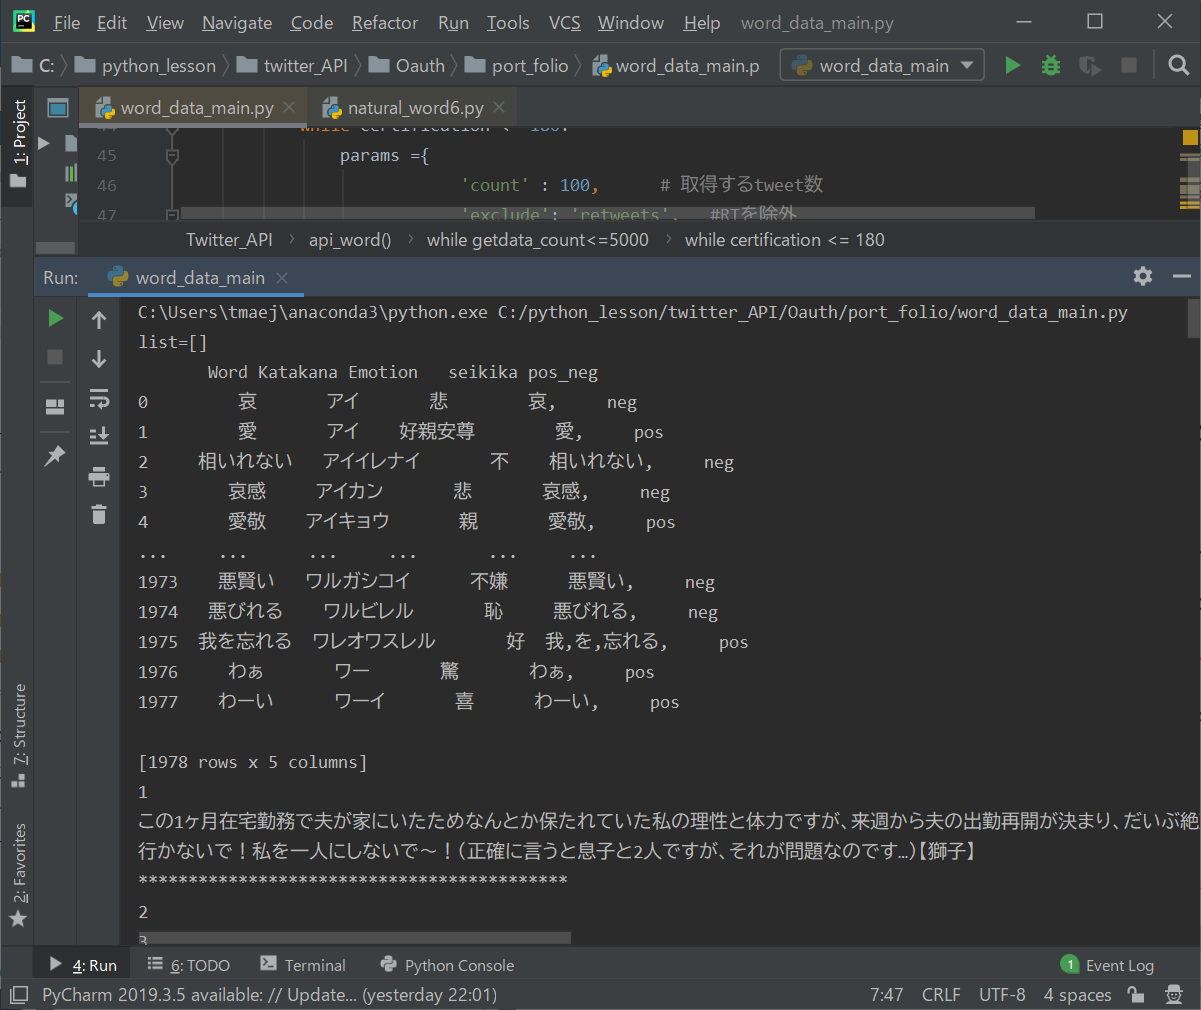 File Edit View Navigate Code Refactor Run Tools VCS Window Help word_data_main.py
C: python_lesson twitter_API Oauth port_folio word_data_main.p word_data_main
1: Project
word_data_main.py natural_word6.py
45 params ={
46 'count' : 100, # 取得するtweet数
47 'exclude': 'retweets', #RTを除外
Twitter_API api_word() while getdata_count<=5000 while certification <= 180
Run: word_data_main
C:\Users\tmaej\anaconda3\python.exe C:/python_lesson/twitter_API/Oauth/port_folio/word_data_main.py
list=[]
Word Katakana Emotion seikika pos_neg
0 哀 アイ 悲 哀, neg
1 愛 アイ 好親安尊 愛, pos
2 相いれない アイイレナイ 不 相いれない, neg
3 哀感 アイカン 悲 哀感, neg
4 愛敬 アイキョウ 親 愛敬, pos
... ... ... ... ... ...
1973 悪賢い ワルガシコイ 不嫌 悪賢い, neg
1974 悪びれる ワルビレル 恥 悪びれる, neg
1975 我を忘れる ワレオワスレル 好 我,を,忘れる, pos
1976 わぁ ワー 驚 わぁ, pos
1977 わーい ワーイ 喜 わーい, pos
[1978 rows x 5 columns]
1
この1ヶ月在宅勤務で夫が家にいたためなんとか保たれていた私の理性と体力ですが、来週から夫の出勤再開が決まり、だいぶ絶
行かないで！私を一人にしないで〜！（正確に言うと息子と2人ですが、それが問題なのです…）【獅子】
*******************************************
2
3
7: Structure
2: Favorites
4: Run 6: TODO Terminal Python Console 1 Event Log
PyCharm 2019.3.5 available: // Update... (yesterday 22:01) 7:47 CRLF UTF-8 4 spaces